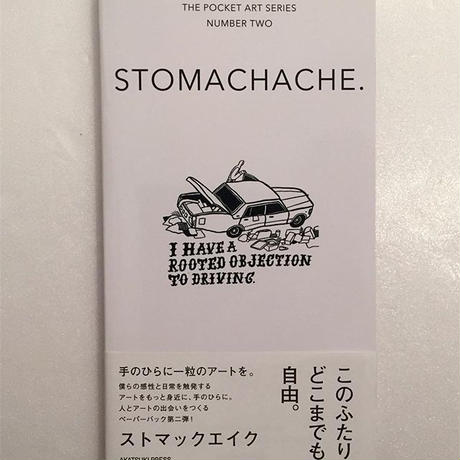 THE POCKET ART SERIES
NUMBER TWO
STOMACHACHE.
I HAVE A
ROOTED OBJECTION
TO DRIVING.
手のひらに一粒のアートを。
僕らの感性と日常を触発する
アートをもっと身近に、手のひらに。
人とアートの出会いをつくる
ペーパーバック第二弾!
ストマックエイク
AKATSUKI PRESS
このふたり
どこまでも
自由。